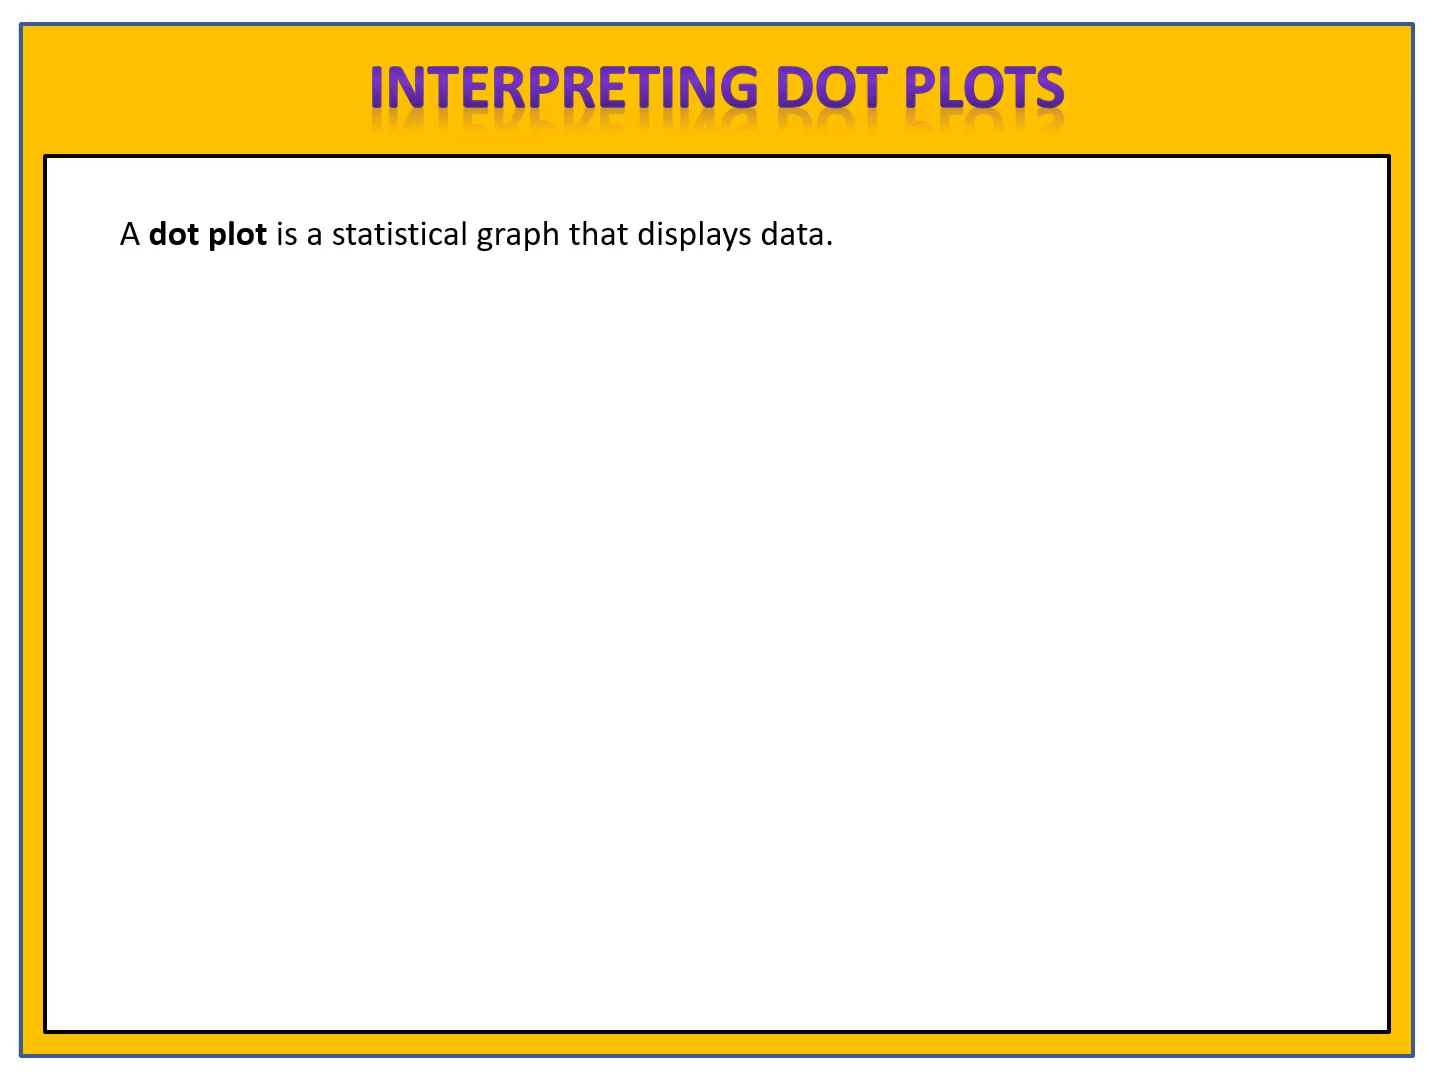 INTERPRETING DOT PLOTS
A dot plot is a statistical graph that displays data.